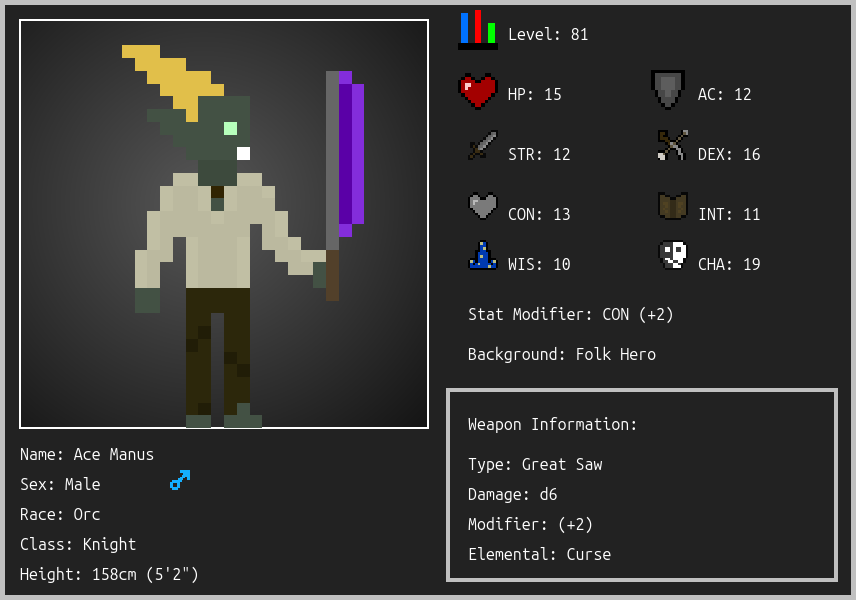 Level: 81
HP: 15
AC: 12
STR: 12
DEX: 16
CON: 13
INT: 11
WIS: 10
CHA: 19
Stat Modifier: CON (+2)
Background: Folk Hero
Weapon Information:
Type: Great Saw
Damage: d6
Modifier: (+2)
Elemental: Curse
Name: Ace Manus
Sex: Male
Race: Orc
Class: Knight
Height: 158cm (5'2")